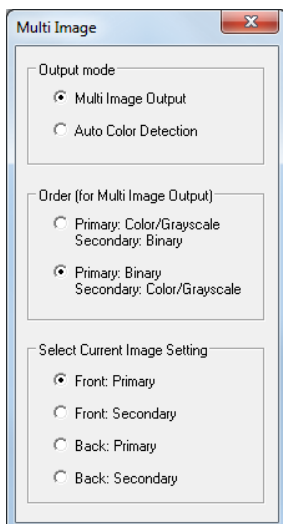 Multi Image
Output mode
Multi Image Output
Auto Color Detection
Order (for Multi Image Output)
Primary: Color/Grayscale
Secondary: Binary
Primary: Binary
Secondary: Color/Grayscale
Select Current Image Setting
Front: Primary
Front: Secondary
Back: Primary
Back: Secondary